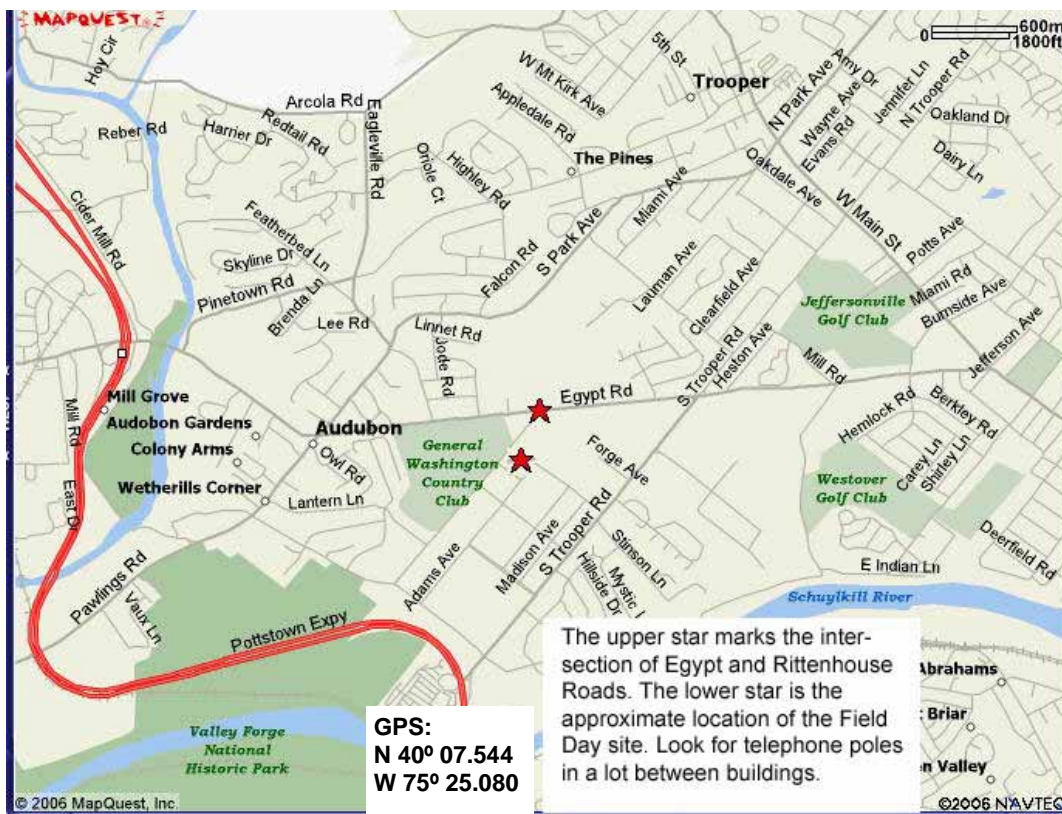 MAPQUEST
0 600m
1800ft
Hoy Cir
5th St
W Mt Kirk Ave
Trooper
N Park Ave
Amy Dr
Jennifer Ln
N Trooper Rd
Arcola Rd
Eagleville Rd
Appledale Rd
Wayne Ave
Evans Rd
Oakland Dr
Reber Rd
Harrier Dr
Redtail Rd
Oriole Ct
Highley Rd
The Pines
Oakdale Ave
Dairy Ln
Cider Mill Rd
Featherbed Ln
Miami Ave
W Main St
Potts Ave
Skyline Dr
Falcon Rd
S Park Ave
Lauman Ave
Pinetown Rd
Brenda Ln
Clearfield Ave
Jeffersonville
Golf Club
Miami Rd
Burnside Ave
Lee Rd
Linnet Rd
Jode Rd
S Trooper Rd
Heston Ave
Mill Rd
Jefferson Ave
Mill Grove
Egypt Rd
Mill Rd
Audobon Gardens
Audubon
Hemlock Rd
Berkley Rd
Colony Arms
Owl Rd
General
Washington
Country
Club
Forge Ave
Carey Ln
Shirley Ln
Wetherills Corner
Lantern Ln
Westover
Golf Club
East Dr
Adams Ave
Madison Ave
S Trooper Rd
Stinson Ln
Deerfield Rd
Pawlings Rd
Hillside Dr
Mystic
E Indian Ln
Vaux Ln
Schuylkill River
Pottstown Expy
The upper star marks the inter-
section of Egypt and Rittenhouse
Roads. The lower star is the
approximate location of the Field
Day site. Look for telephone poles
in a lot between buildings.
Abrahams
Briar
n Valley
Valley Forge
National
Historic Park
GPS:
N 40º 07.544
W 75º 25.080
© 2006 MapQuest, Inc.
©2006 NAVTEQ